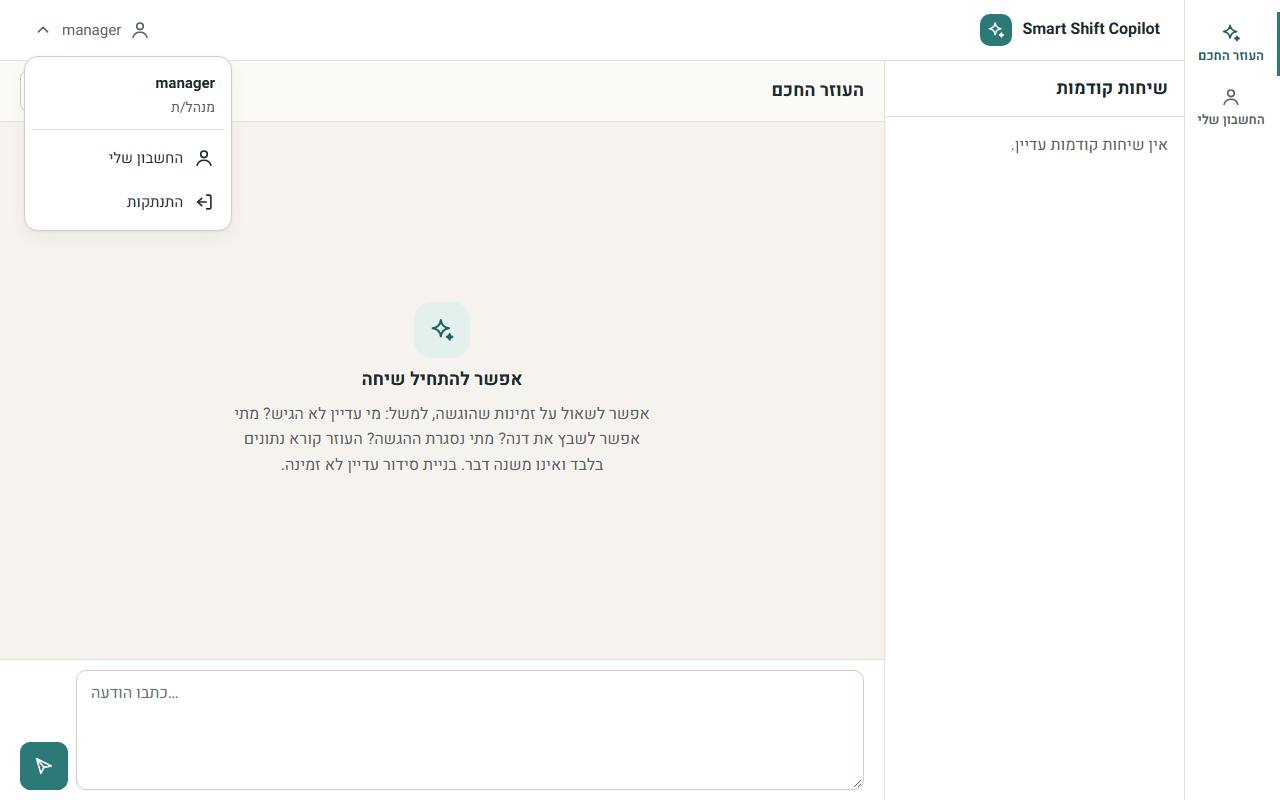 Smart Shift Copilot
manager
העוזר החכם
החשבון שלי
שיחות קודמות
אין שיחות קודמות עדיין.
העוזר החכם
manager
מנהל/ת
החשבון שלי
התנתקות
אפשר להתחיל שיחה
אפשר לשאול על זמינות שהוגשה, למשל: מי עדיין לא הגיש? מתי
אפשר לשבץ את דנה? מתי נסגרת ההגשה? העוזר קורא נתונים
בלבד ואינו משנה דבר. בניית סידור עדיין לא זמינה.
כתבו הודעה...